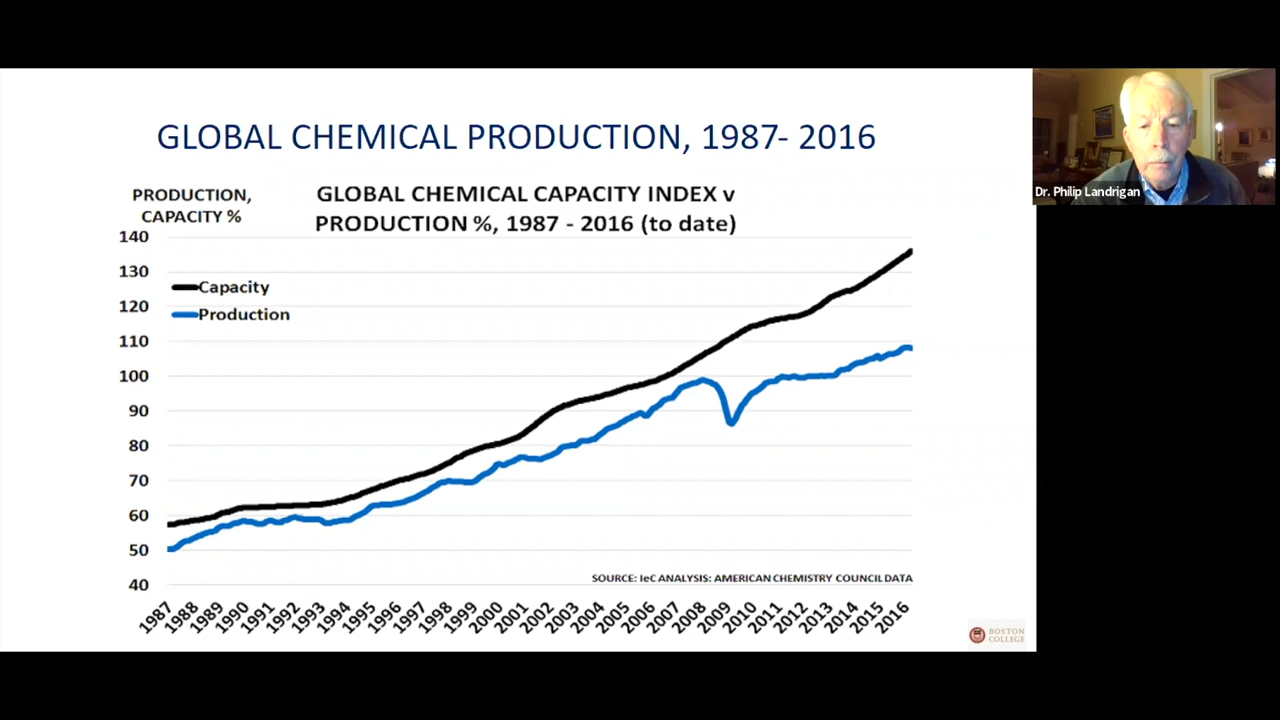 GLOBAL CHEMICAL PRODUCTION, 1987- 2016
Dr. Philip Landrigan
PRODUCTION,
CAPACITY %
GLOBAL CHEMICAL CAPACITY INDEX v
PRODUCTION %, 1987 - 2016 (to date)
140
130
120
110
100
90
80
70
60
50
40
Capacity
Production
SOURCE: IeC ANALYSIS: AMERICAN CHEMISTRY COUNCIL DATA
1987 1988 1989 1990 1991 1992 1993 1994 1995 1996 1997 1998 1999 2000 2001 2002 2003 2004 2005 2006 2007 2008 2009 2010 2011 2012 2013 2014 2015 2016
BOSTON
COLLEGE